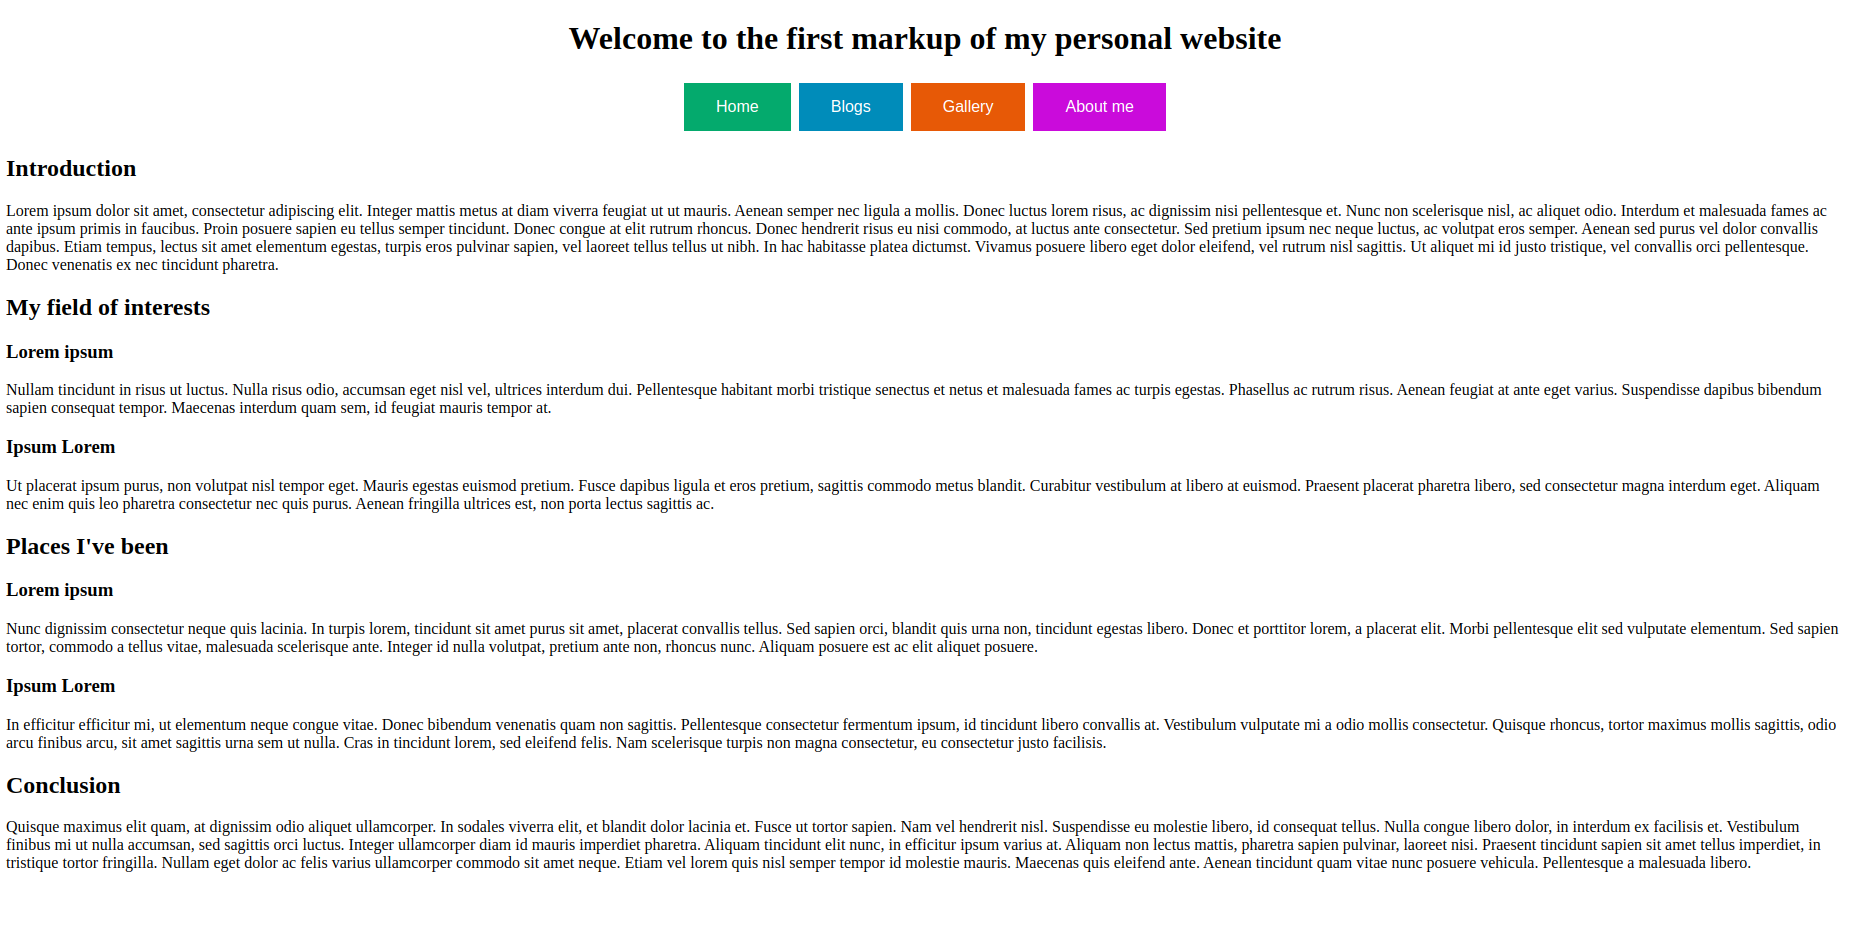 Welcome to the first markup of my personal website
Home Blogs Gallery About me
Introduction
Lorem ipsum dolor sit amet, consectetur adipiscing elit. Integer mattis metus at diam viverra feugiat ut ut mauris. Aenean semper nec ligula a mollis. Donec luctus lorem risus, ac dignissim nisi pellentesque et. Nunc non scelerisque nisl, ac aliquet odio. Interdum et malesuada fames ac
ante ipsum primis in faucibus. Proin posuere sapien eu tellus semper tincidunt. Donec congue at elit rutrum rhoncus. Donec hendrerit risus eu nisi commodo, at luctus ante consectetur. Sed pretium ipsum nec neque luctus, ac volutpat eros semper. Aenean sed purus vel dolor convallis
dapibus. Etiam tempus, lectus sit amet elementum egestas, turpis eros pulvinar sapien, vel laoreet tellus tellus ut nibh. In hac habitasse platea dictumst. Vivamus posuere libero eget dolor eleifend, vel rutrum nisl sagittis. Ut aliquet mi id justo tristique, vel convallis orci pellentesque.
Donec venenatis ex nec tincidunt pharetra.
My field of interests
Lorem ipsum
Nullam tincidunt in risus ut luctus. Nulla risus odio, accumsan eget nisl vel, ultrices interdum dui. Pellentesque habitant morbi tristique senectus et netus et malesuada fames ac turpis egestas. Phasellus ac rutrum risus. Aenean feugiat at ante eget varius. Suspendisse dapibus bibendum
sapien consequat tempor. Maecenas interdum quam sem, id feugiat mauris tempor at.
Ipsum Lorem
Ut placerat ipsum purus, non volutpat nisl tempor eget. Mauris egestas euismod pretium. Fusce dapibus ligula et eros pretium, sagittis commodo metus blandit. Curabitur vestibulum at libero at euismod. Praesent placerat pharetra libero, sed consectetur magna interdum eget. Aliquam
nec enim quis leo pharetra consectetur nec quis purus. Aenean fringilla ultrices est, non porta lectus sagittis ac.
Places I've been
Lorem ipsum
Nunc dignissim consectetur neque quis lacinia. In turpis lorem, tincidunt sit amet purus sit amet, placerat convallis tellus. Sed sapien orci, blandit quis urna non, tincidunt egestas libero. Donec et porttitor lorem, a placerat elit. Morbi pellentesque elit sed vulputate elementum. Sed sapien
tortor, commodo a tellus vitae, malesuada scelerisque ante. Integer id nulla volutpat, pretium ante non, rhoncus nunc. Aliquam posuere est ac elit aliquet posuere.
Ipsum Lorem
In efficitur efficitur mi, ut elementum neque congue vitae. Donec bibendum venenatis quam non sagittis. Pellentesque consectetur fermentum ipsum, id tincidunt libero convallis at. Vestibulum vulputate mi a odio mollis consectetur. Quisque rhoncus, tortor maximus mollis sagittis, odio
arcu finibus arcu, sit amet sagittis urna sem ut nulla. Cras in tincidunt lorem, sed eleifend felis. Nam scelerisque turpis non magna consectetur, eu consectetur justo facilisis.
Conclusion
Quisque maximus elit quam, at dignissim odio aliquet ullamcorper. In sodales viverra elit, et blandit dolor lacinia et. Fusce ut tortor sapien. Nam vel hendrerit nisl. Suspendisse eu molestie libero, id consequat tellus. Nulla congue libero dolor, in interdum ex facilisis et. Vestibulum
finibus mi ut nulla accumsan, sed sagittis orci luctus. Integer ullamcorper diam id mauris imperdiet pharetra. Aliquam tincidunt elit nunc, in efficitur ipsum varius at. Aliquam non lectus mattis, pharetra sapien pulvinar, laoreet nisi. Praesent tincidunt sapien sit amet tellus imperdiet, in
tristique tortor fringilla. Nullam eget dolor ac felis varius ullamcorper commodo sit amet neque. Etiam vel lorem quis nisl semper tempor id molestie mauris. Maecenas quis eleifend ante. Aenean tincidunt quam vitae nunc posuere vehicula. Pellentesque a malesuada libero.